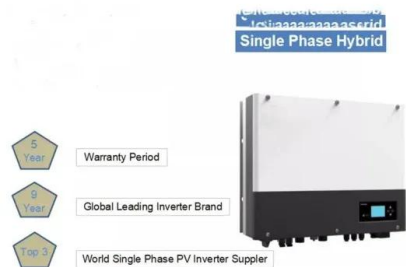 Single Phase Hybrid
5
Year
Warranty Period
9
Year
Global Leading Inverter Brand
Top 3
World Single Phase PV Inverter Suppler